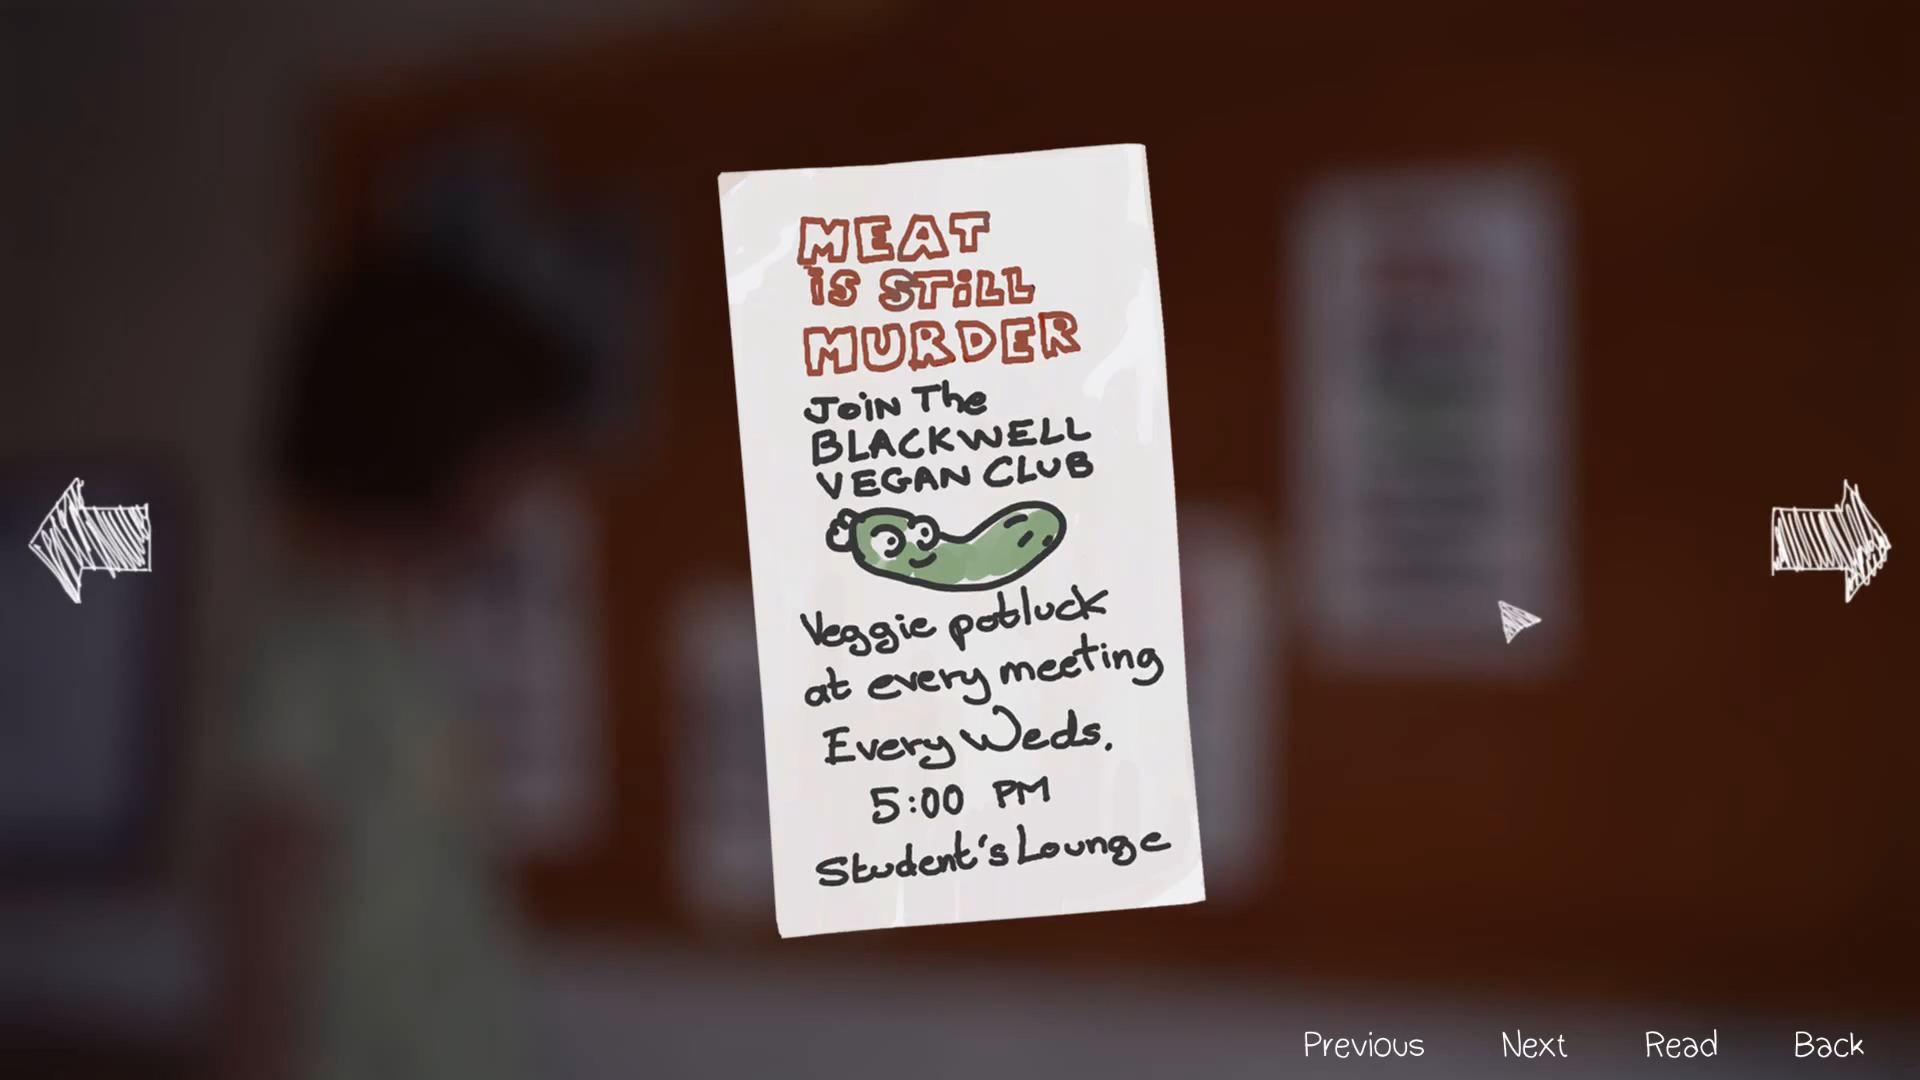 MEAT
iS STiLL
MURDER
Join The
BLACKWELL
VEGAN CLUB
Veggie potluck
at every meeting
Every Weds.
5:00 PM
Student's Lounge
Previous Next Read Back